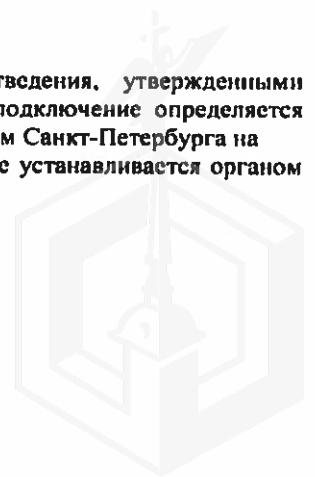 тведения, утвержденными
подключение определяется
м Санкт-Петербурга на
с устанавливается органом